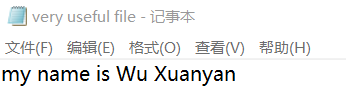 very useful file - 记事本
文件(F) 编辑(E) 格式(O) 查看(V) 帮助(H)
my name is Wu Xuanyan